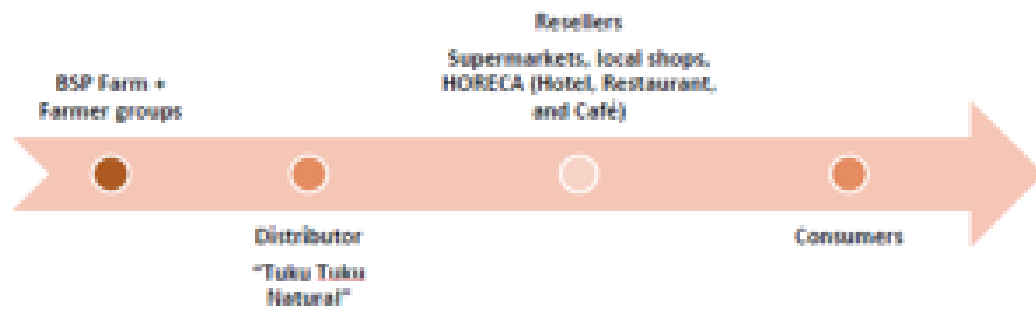 BSP Farm +
Farmer groups
Distributor
"Tuku Tuku
Natural"
Resellers
Supermarkets, local shops,
HORECA (Hotel, Restaurant,
and Café)
Consumers